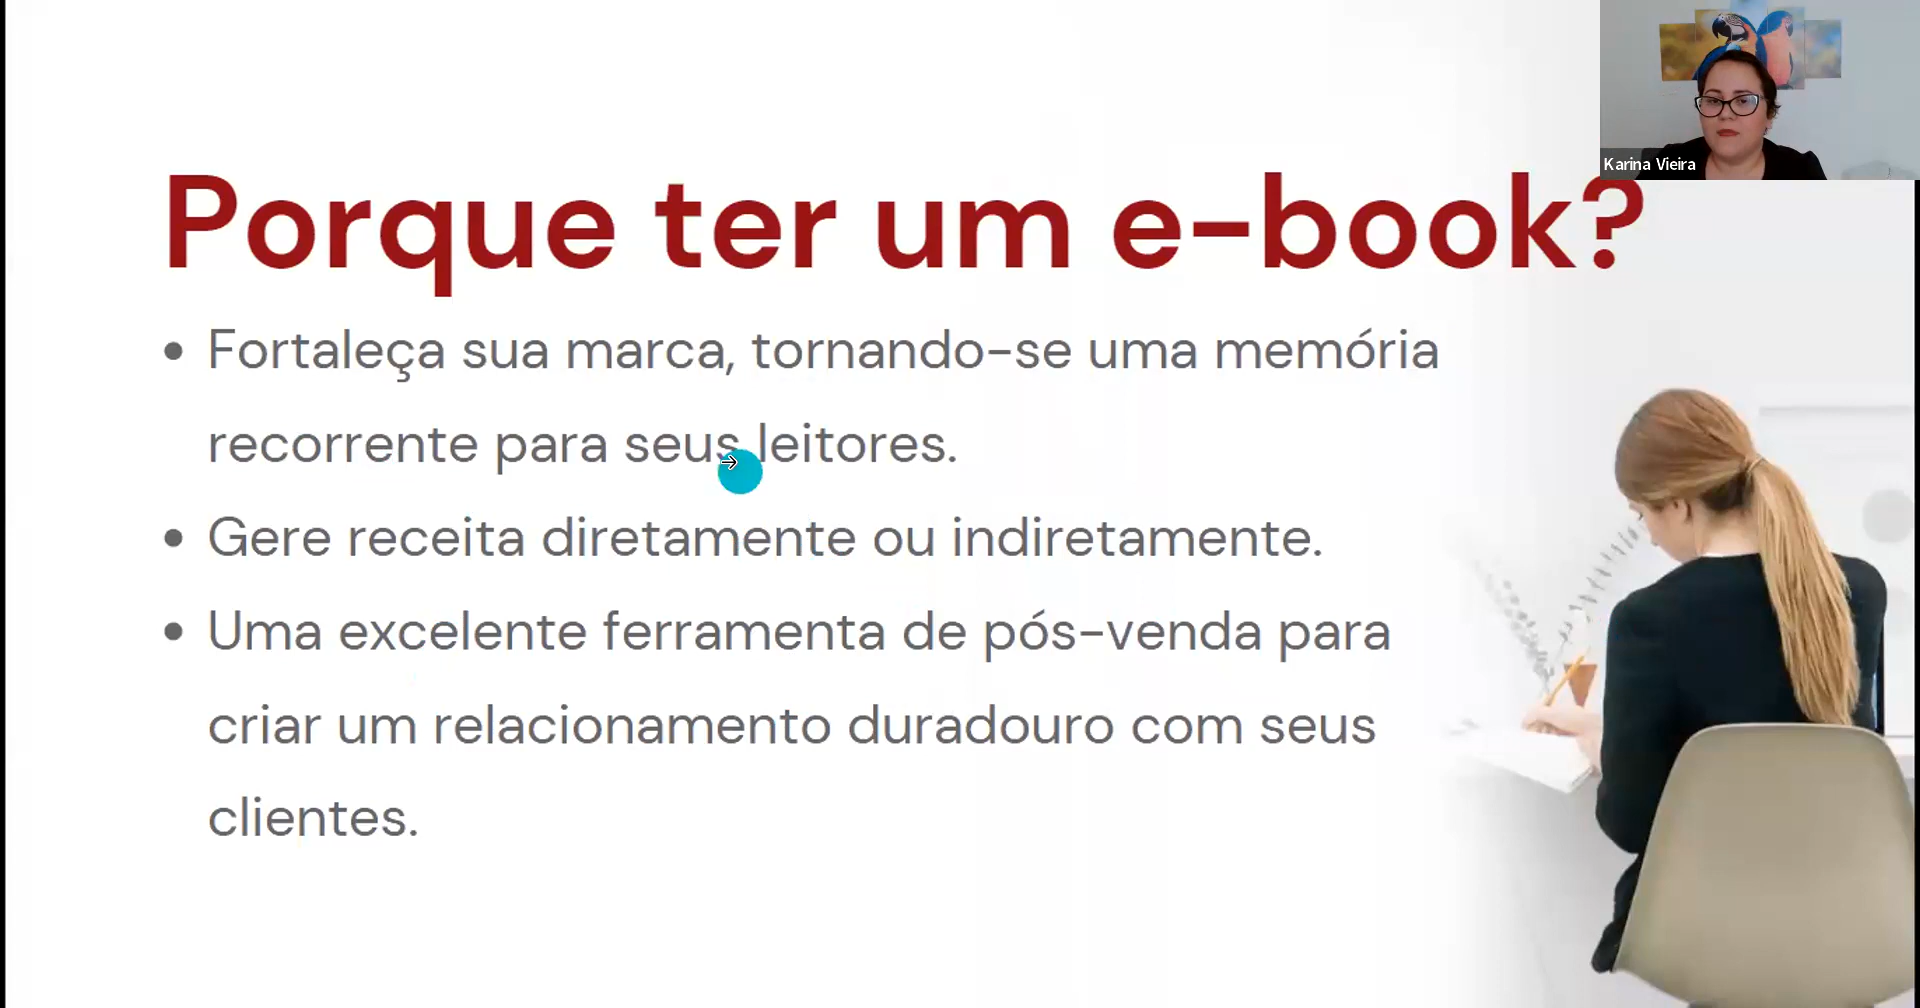 Karina Vieira
Porque ter um e-book?
• Fortaleça sua marca, tornando-se uma memória
recorrente para seus leitores.
• Gere receita diretamente ou indiretamente.
• Uma excelente ferramenta de pós-venda para
criar um relacionamento duradouro com seus
clientes.